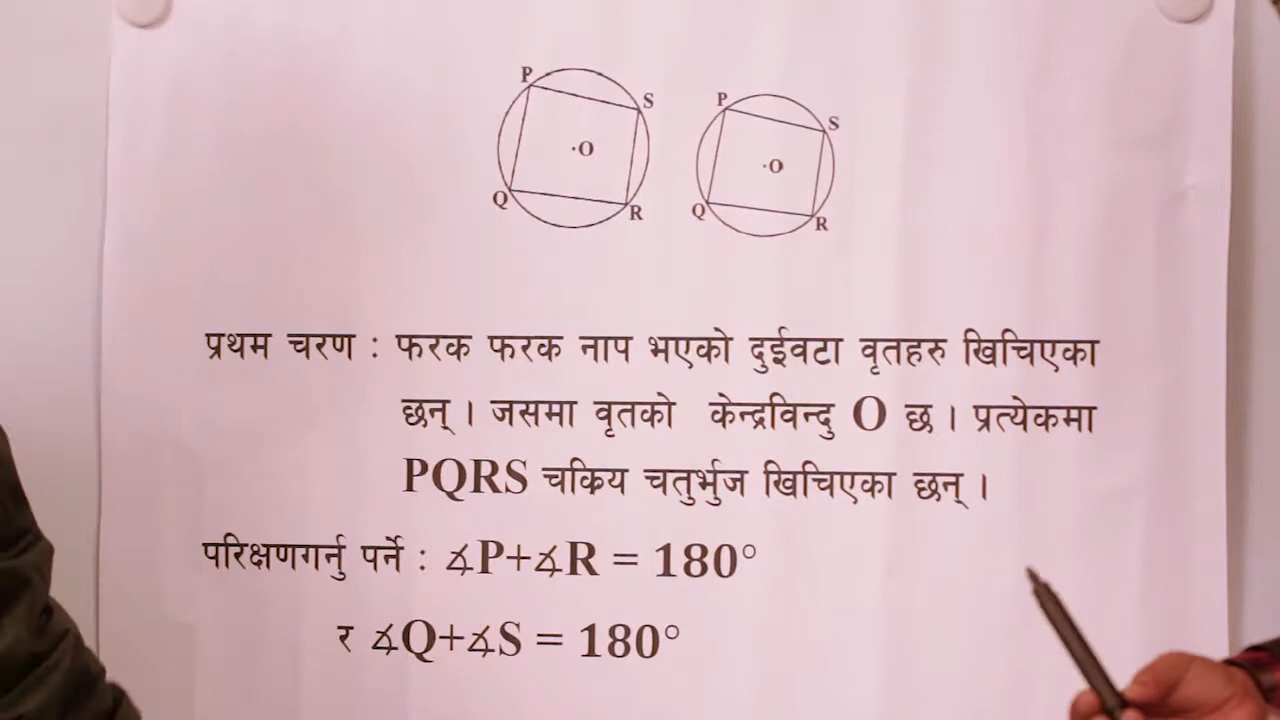 P S P S
·O ·O
Q R Q R
प्रथम चरण : फरक फरक नाप भएको दुईवटा वृतहरु खिचिएका
छन् । जसमा वृतको केन्द्रविन्दु O छ । प्रत्येकमा
PQRS चकिय चतुर्भुज खिचिएका छन् ।
परिक्षणगर्नु पर्ने : ∡P+∡R = 180°
र ∡Q+∡S = 180°